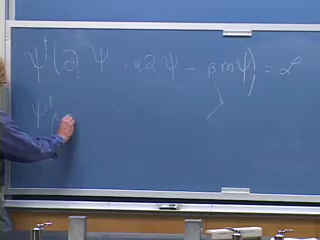 ψ†(∂ₜ ψ · α∂ψ − βmψ) = ℒ
ψ†